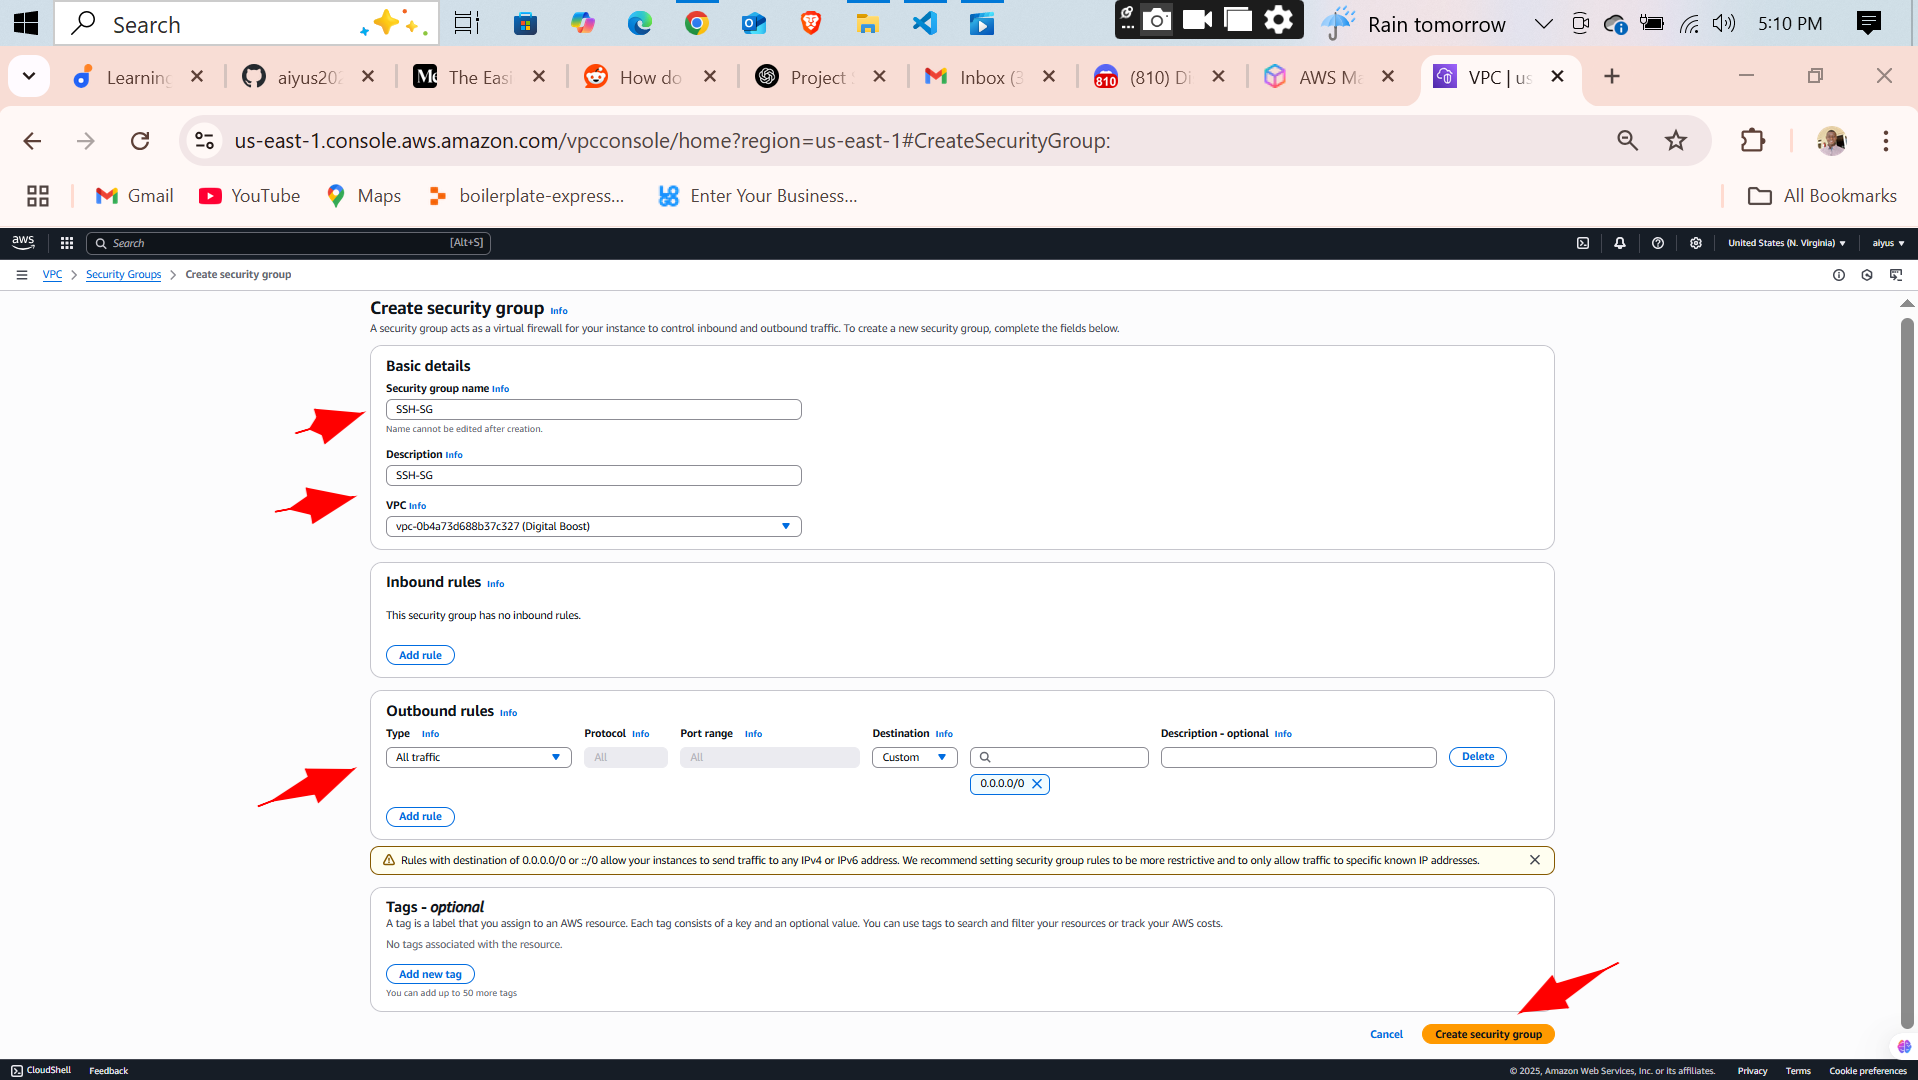 Search
Rain tomorrow
5:10 PM
Learning
aiyus202
The Easi
How do
Project S
Inbox (3
810
(810) Di
AWS Ma
VPC | us
us-east-1.console.aws.amazon.com/vpcconsole/home?region=us-east-1#CreateSecurityGroup:
Gmail
YouTube
Maps
boilerplate-express...
Enter Your Business...
All Bookmarks
aws
Search
[Alt+S]
United States (N. Virginia)
aiyus
VPC
Security Groups
Create security group
Create security group Info
A security group acts as a virtual firewall for your instance to control inbound and outbound traffic. To create a new security group, complete the fields below.
Basic details
Security group name Info
SSH-SG
Name cannot be edited after creation.
Description Info
SSH-SG
VPC Info
vpc-0b4a73d688b37c327 (Digital Boost)
Inbound rules Info
This security group has no inbound rules.
Add rule
Outbound rules Info
Type Info
Protocol Info
Port range Info
Destination Info
Description - optional Info
All traffic
All
All
Custom
Delete
0.0.0.0/0
Add rule
Rules with destination of 0.0.0.0/0 or ::/0 allow your instances to send traffic to any IPv4 or IPv6 address. We recommend setting security group rules to be more restrictive and to only allow traffic to specific known IP addresses.
Tags - optional
A tag is a label that you assign to an AWS resource. Each tag consists of a key and an optional value. You can use tags to search and filter your resources or track your AWS costs.
No tags associated with the resource.
Add new tag
You can add up to 50 more tags
Cancel
Create security group
CloudShell
Feedback
© 2025, Amazon Web Services, Inc. or its affiliates.
Privacy
Terms
Cookie preferences